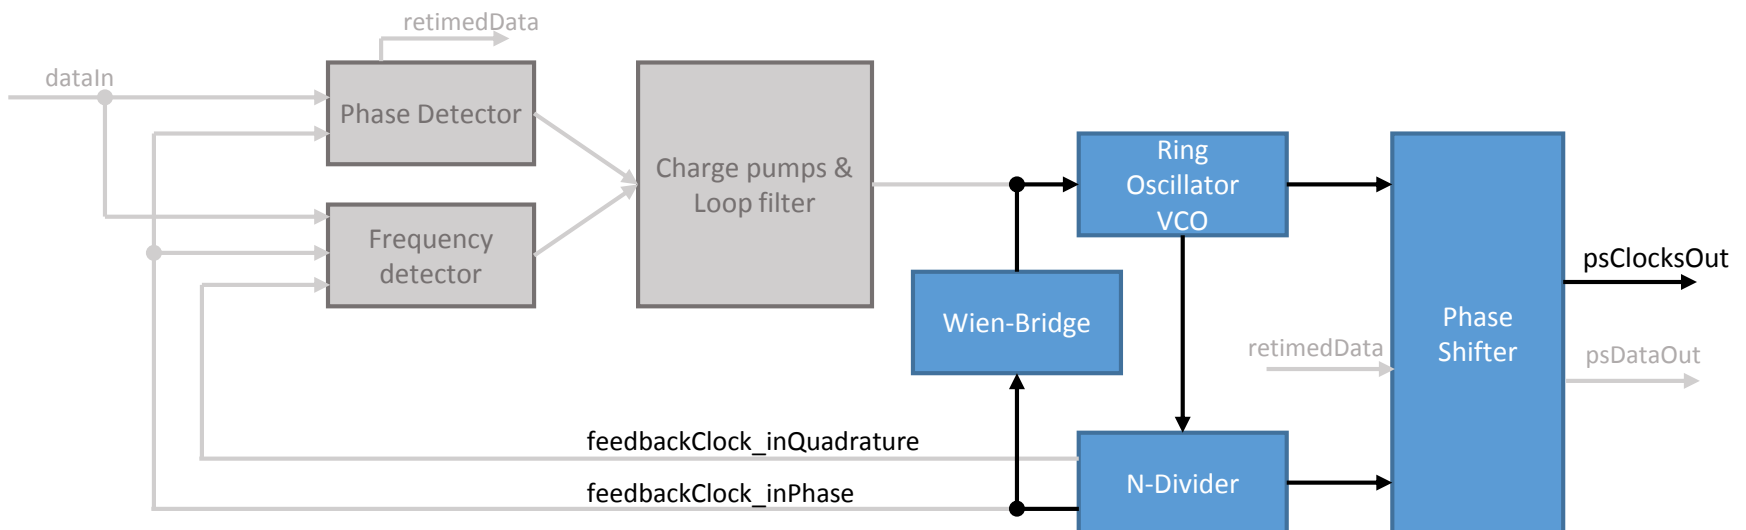 retimedData
dataIn
Phase Detector
Charge pumps &
Loop filter
Frequency
detector
Ring
Oscillator
VCO
Wien-Bridge
Phase
Shifter
psClocksOut
retimedData
psDataOut
feedbackClock_inQuadrature
feedbackClock_inPhase
N-Divider